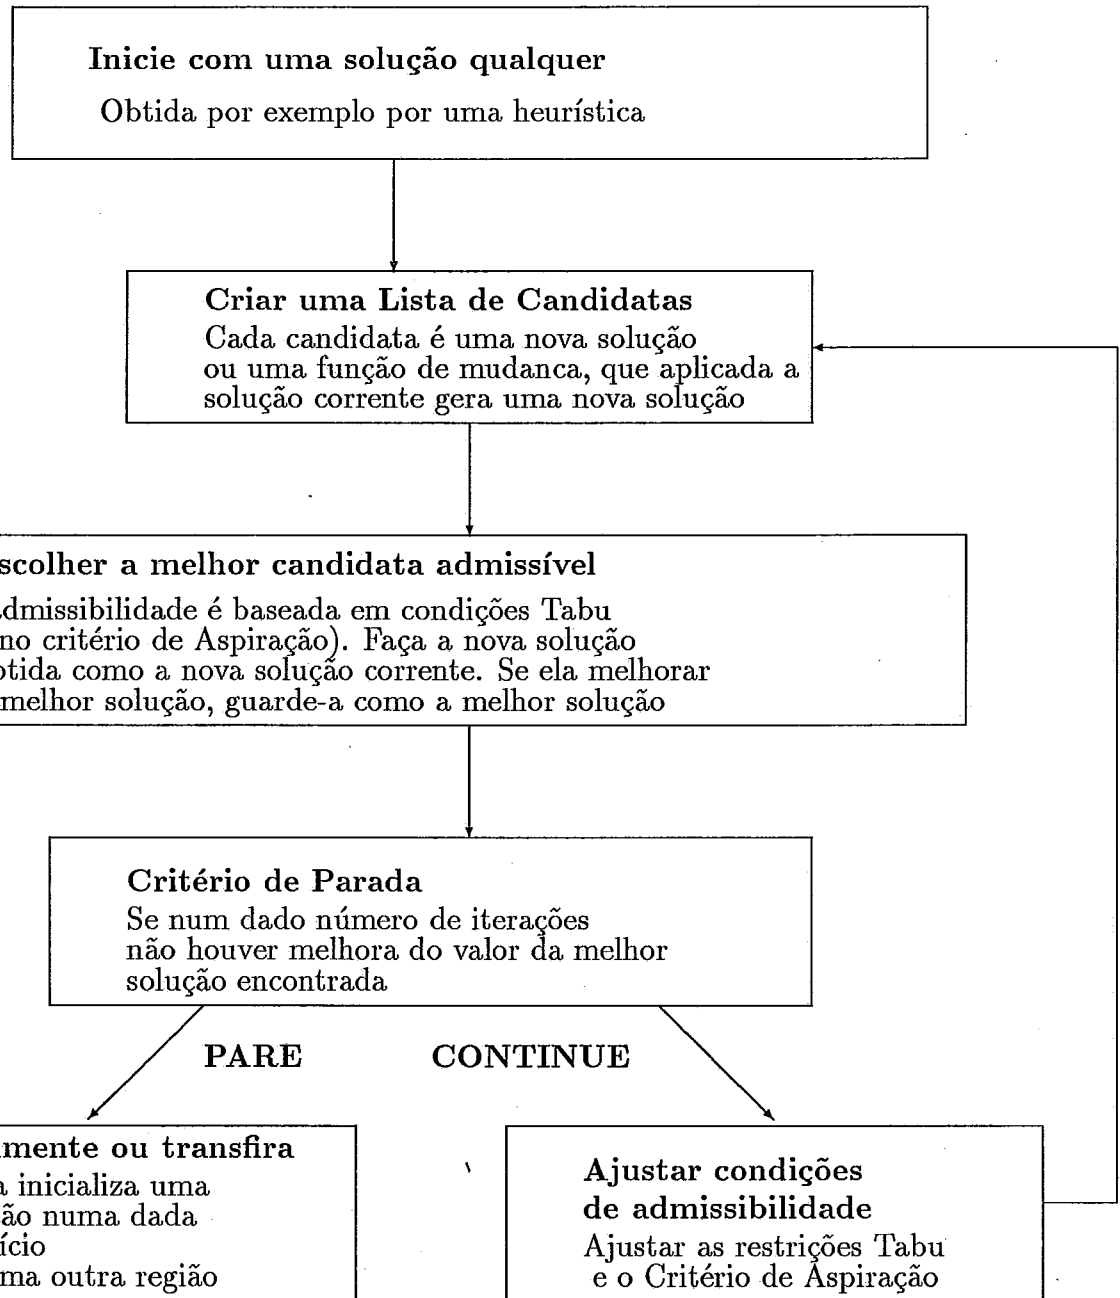 Inicie com uma solução qualquer
Obtida por exemplo por uma heurística
Criar uma Lista de Candidatas
Cada candidata é uma nova solução
ou uma função de mudanca, que aplicada a
solução corrente gera uma nova solução
scolher a melhor candidata admissível
dmissibilidade é baseada em condições Tabu
no critério de Aspiração). Faça a nova solução
tida como a nova solução corrente. Se ela melhorar
melhor solução, guarde-a como a melhor solução
Critério de Parada
Se num dado número de iterações
não houver melhora do valor da melhor
solução encontrada
PARE CONTINUE
mente ou transfira
a inicializa uma
ão numa dada
ício
ma outra região
Ajustar condições
de admissibilidade
Ajustar as restrições Tabu
e o Critério de Aspiração